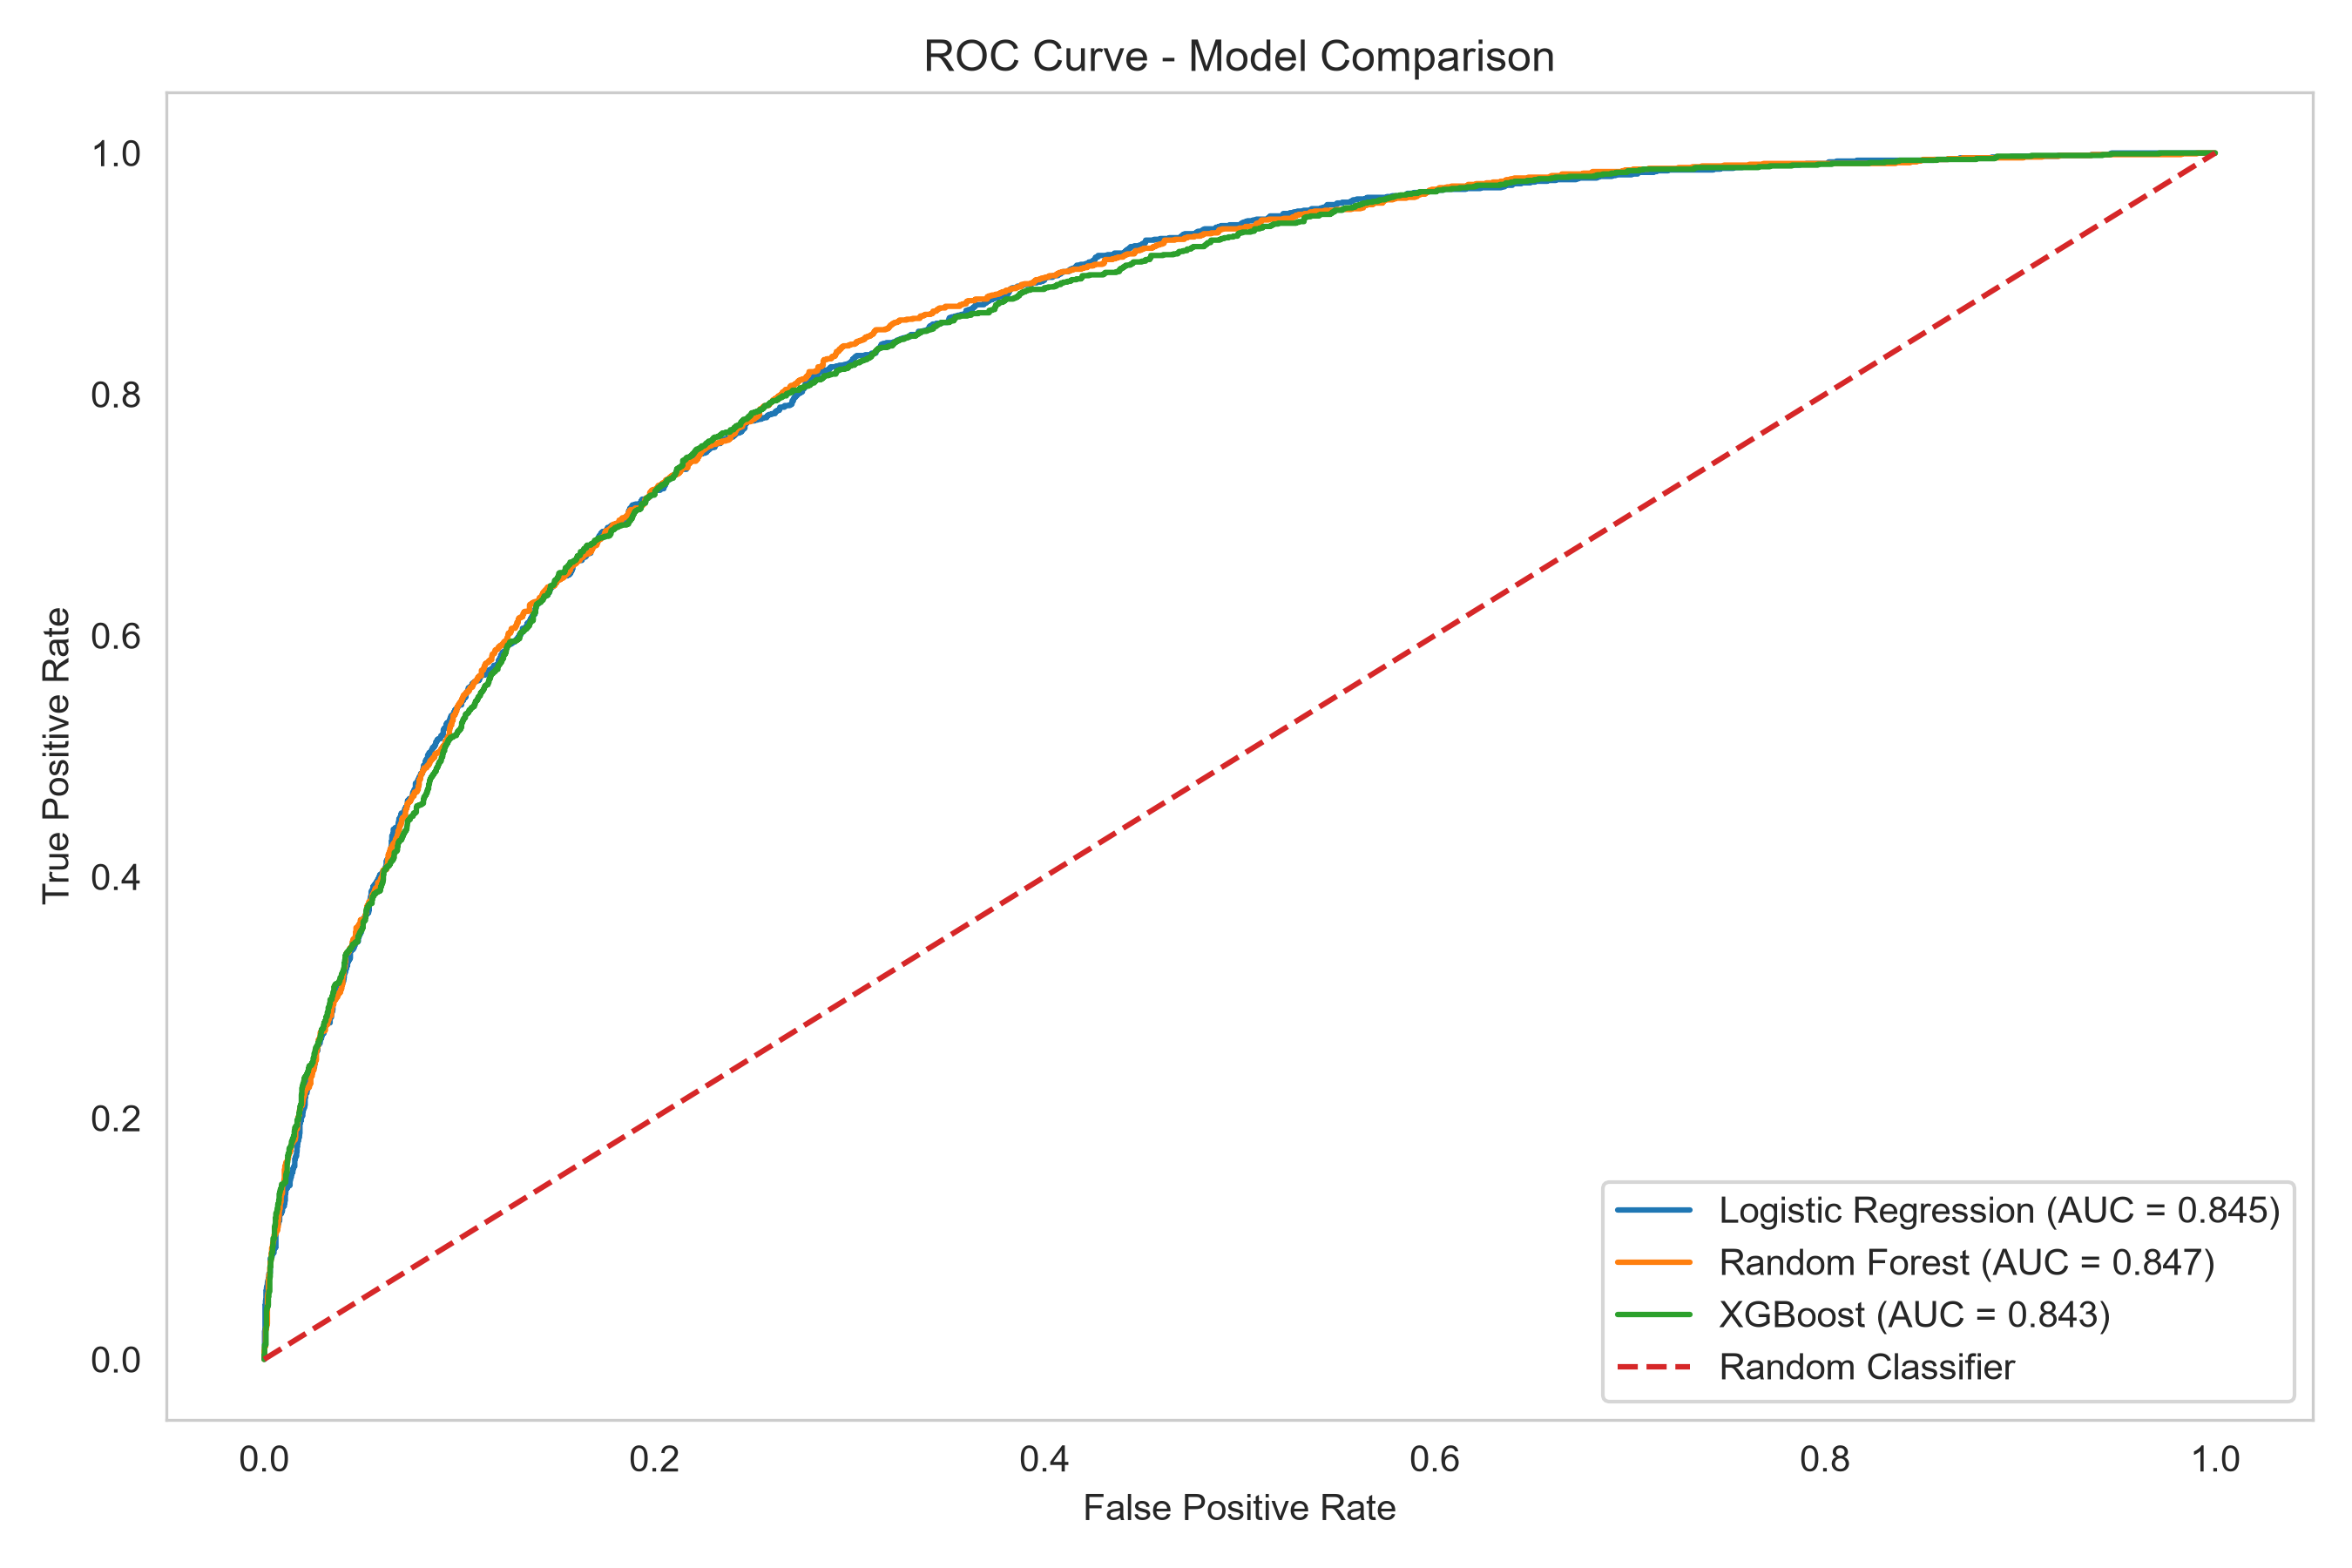 ROC Curve - Model Comparison
True Positive Rate
1.0
0.8
0.6
0.4
0.2
0.0
0.0 0.2 0.4 0.6 0.8 1.0
False Positive Rate
Logistic Regression (AUC = 0.845)
Random Forest (AUC = 0.847)
XGBoost (AUC = 0.843)
Random Classifier